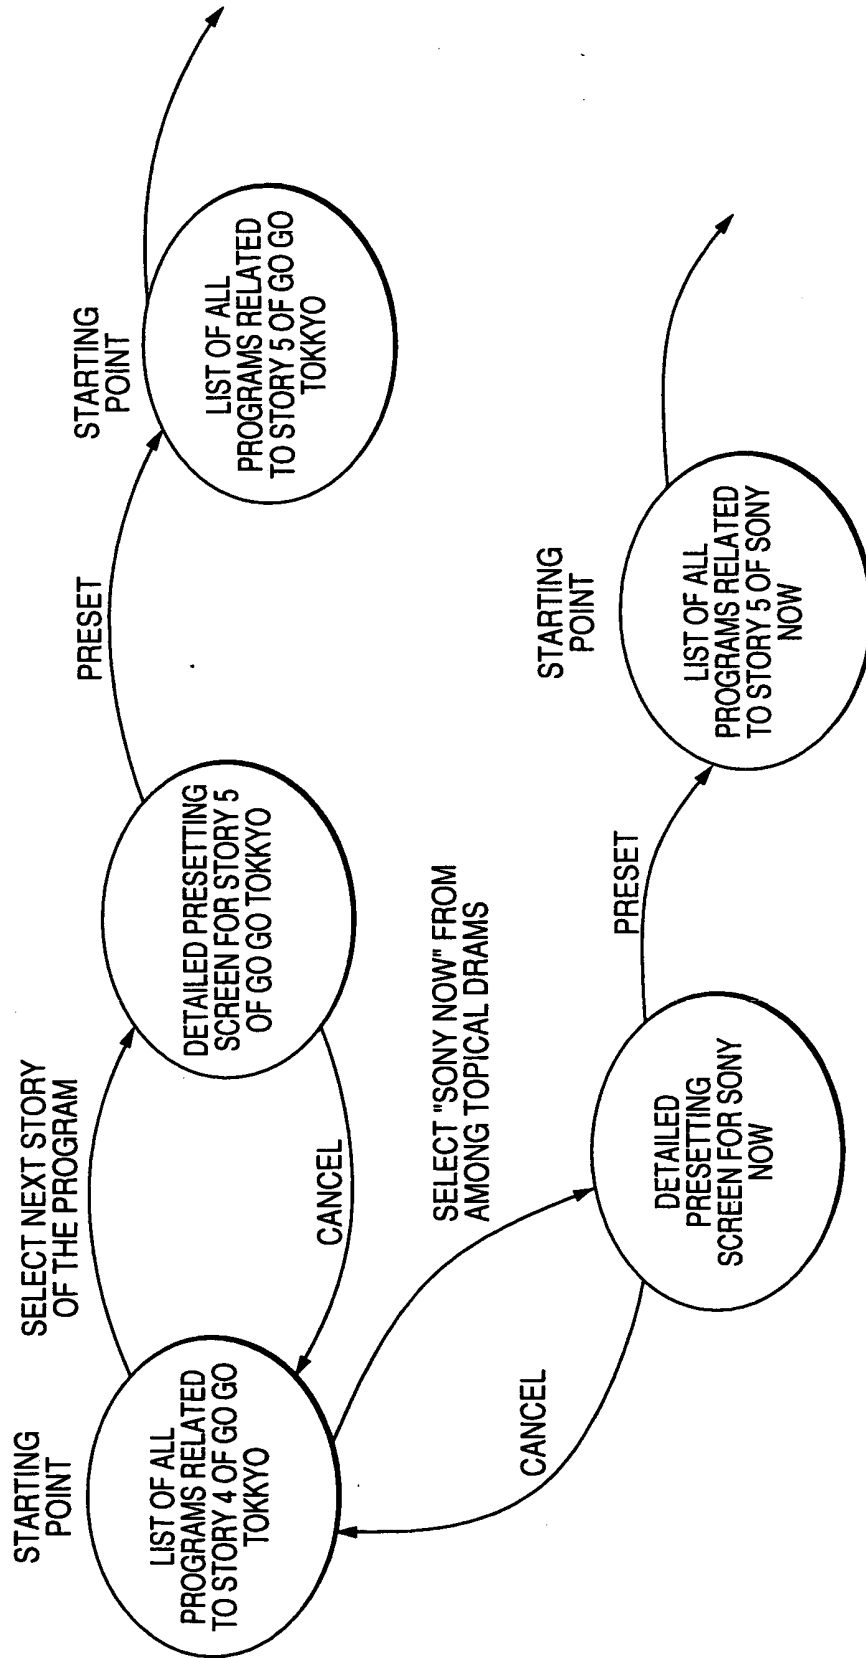 STARTING
POINT
LIST OF ALL
PROGRAMS RELATED
TO STORY 4 OF GO GO
TOKKYO
SELECT NEXT STORY
OF THE PROGRAM
CANCEL
DETAILED PRESETTING
SCREEN FOR STORY 5
OF GO GO TOKKYO
PRESET
STARTING
POINT
LIST OF ALL
PROGRAMS RELATED
TO STORY 5 OF GO GO
TOKKYO
SELECT "SONY NOW" FROM
AMONG TOPICAL DRAMS
CANCEL
DETAILED
PRESETTING
SCREEN FOR SONY
NOW
PRESET
STARTING
POINT
LIST OF ALL
PROGRAMS RELATED
TO STORY 5 OF SONY
NOW